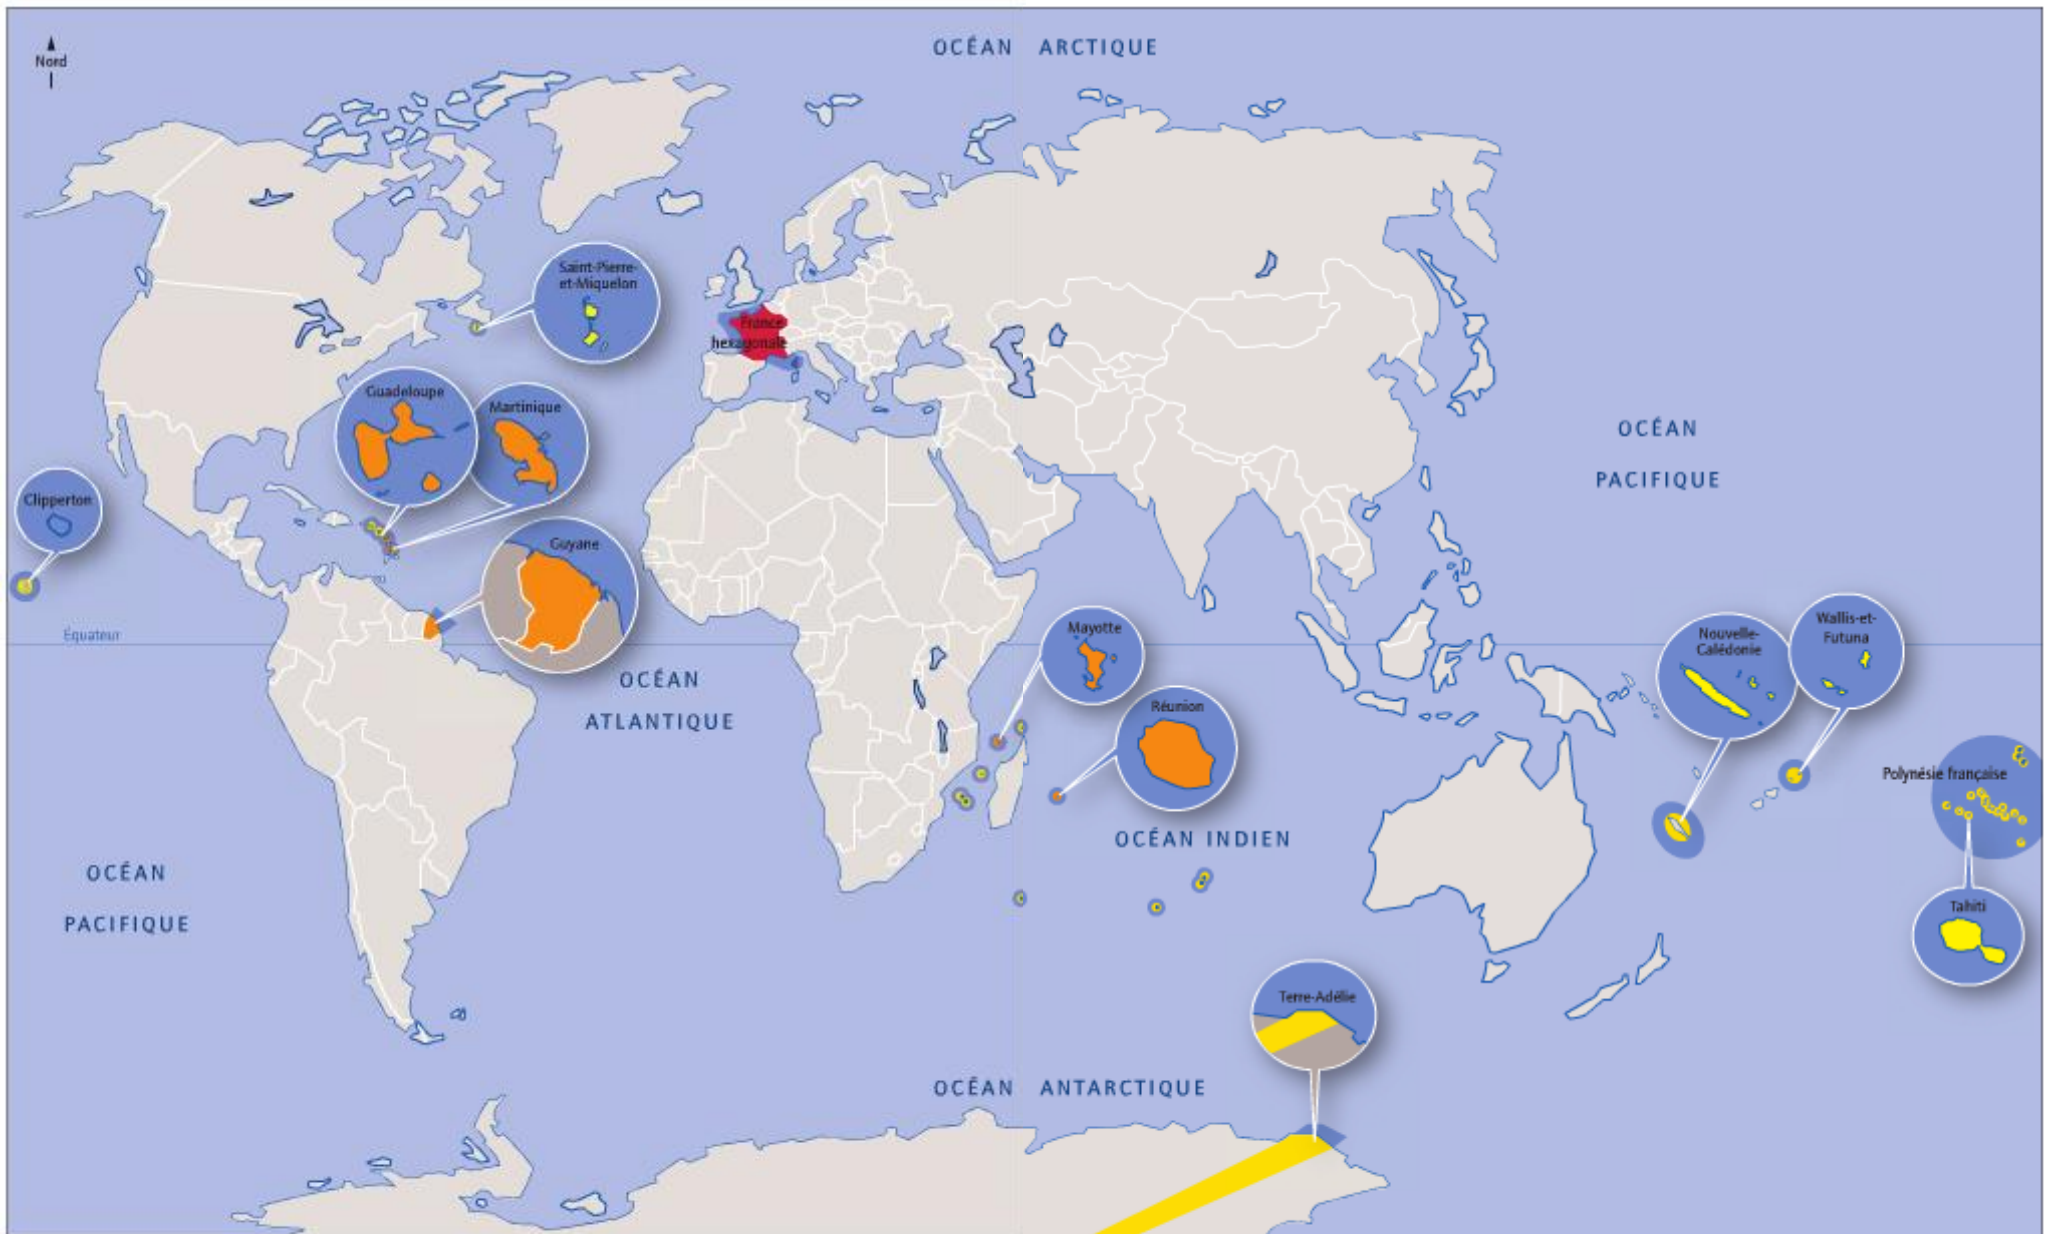 OCÉAN ARCTIQUE
Nord
Saint-Pierre-
et-Miquelon
France
hexagonale
Guadeloupe
Martinique
OCÉAN
PACIFIQUE
Clipperton
Guyane
Équateur
Mayotte
Wallis-et-
Futuna
Nouvelle-
Calédonie
OCÉAN
ATLANTIQUE
Réunion
Polynésie française
OCÉAN INDIEN
OCÉAN
PACIFIQUE
Tahiti
Terre-Adélie
OCÉAN ANTARCTIQUE